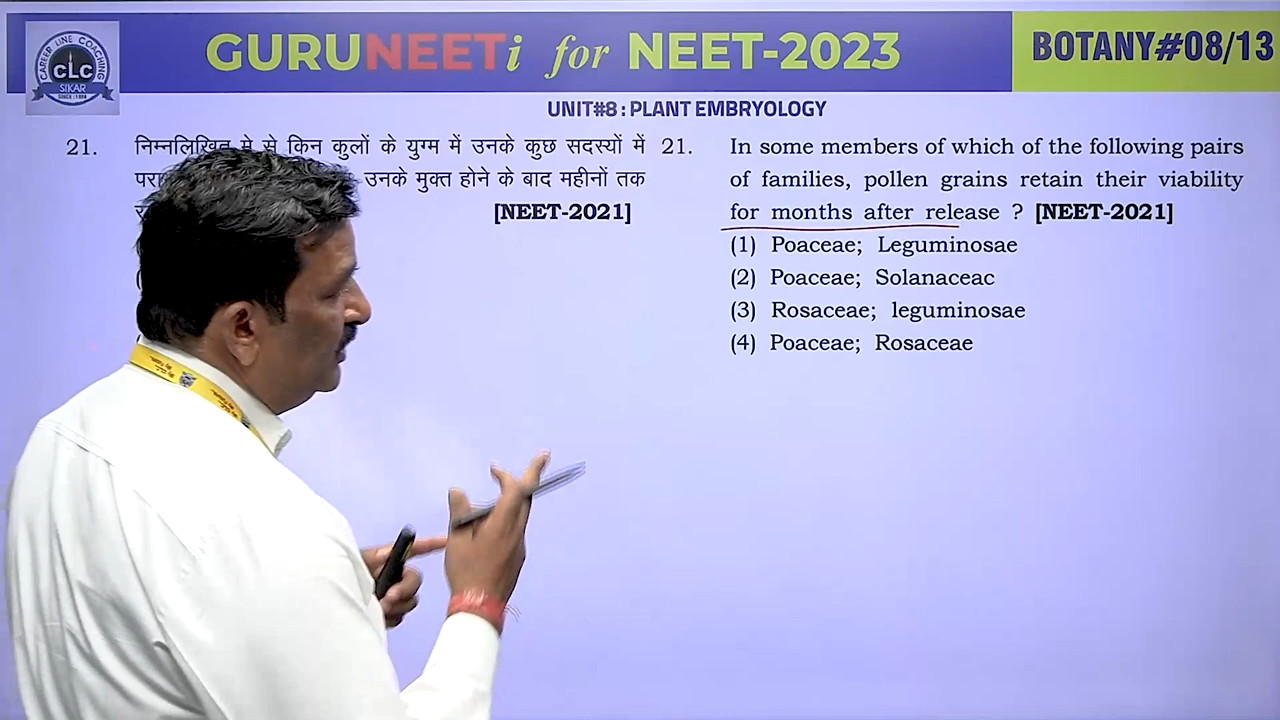 GURUNEETi for NEET-2023
BOTANY#08/13
CAREER LINE COACHING
CLC
SIKAR
SINCE : 1996
UNIT#8 : PLANT EMBRYOLOGY
21. निम्नलिखित मे से किन कुलों के युग्म में उनके कुछ सदस्यों में
उनके मुक्त होने के बाद महीनों तक
[NEET-2021]
21. In some members of which of the following pairs
of families, pollen grains retain their viability
for months after release ? [NEET-2021]
(1) Poaceae; Leguminosae
(2) Poaceae; Solanaceac
(3) Rosaceae; leguminosae
(4) Poaceae; Rosaceae